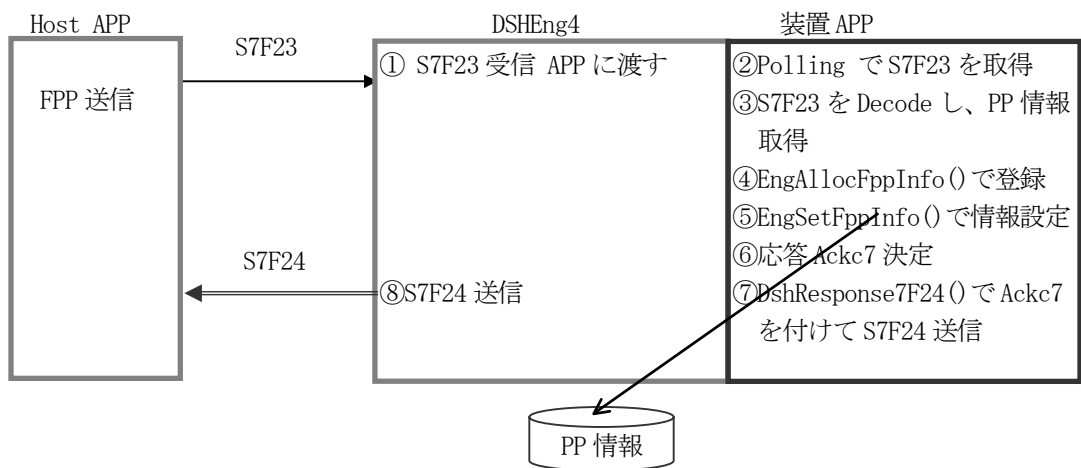 Host APP
DSHEng4
装置 APP
S7F23
FPP 送信
① S7F23 受信 APP に渡す
②Polling で S7F23 を取得
③S7F23 を Decode し、PP 情報
取得
④EngAllocFppInfo()で登録
⑤EngSetFppInfo()で情報設定
⑥応答 Ackc7 決定
⑦DshResponse7F24()で Ackc7
を付けて S7F24 送信
S7F24
⑧S7F24 送信
PP 情報